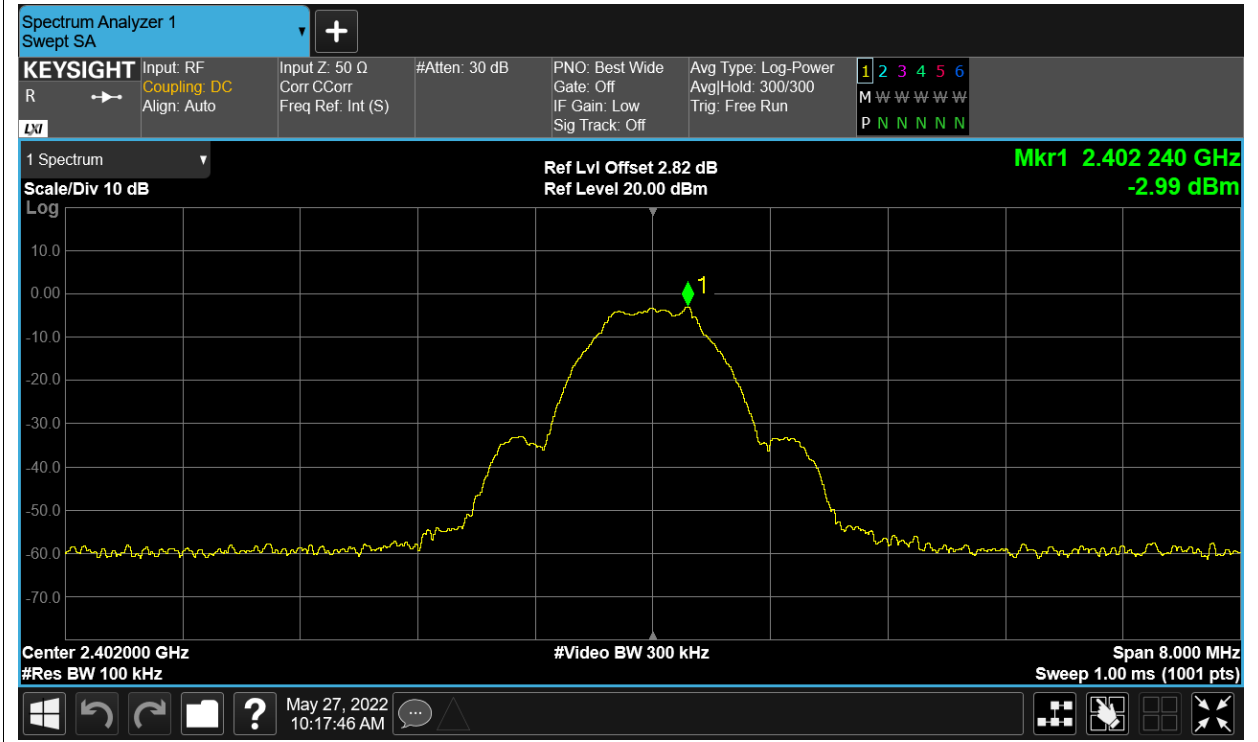 Spectrum Analyzer 1
Swept SA
+
KEYSIGHT Input: RF Input Z: 50 Ω #Atten: 30 dB PNO: Best Wide Avg Type: Log-Power 1 2 3 4 5 6
R Coupling: DC Corr CCorr Gate: Off Avg|Hold: 300/300 M W W W W W W
Align: Auto Freq Ref: Int (S) IF Gain: Low Trig: Free Run
LXI Sig Track: Off P N N N N N N
1 Spectrum Ref Lvl Offset 2.82 dB Mkr1 2.402 240 GHz
Scale/Div 10 dB Ref Level 20.00 dBm -2.99 dBm
Log
10.0
1
0.00
-10.0
-20.0
-30.0
-40.0
-50.0
-60.0
-70.0
Center 2.402000 GHz #Video BW 300 kHz Span 8.000 MHz
#Res BW 100 kHz Sweep 1.00 ms (1001 pts)
? May 27, 2022
10:17:46 AM